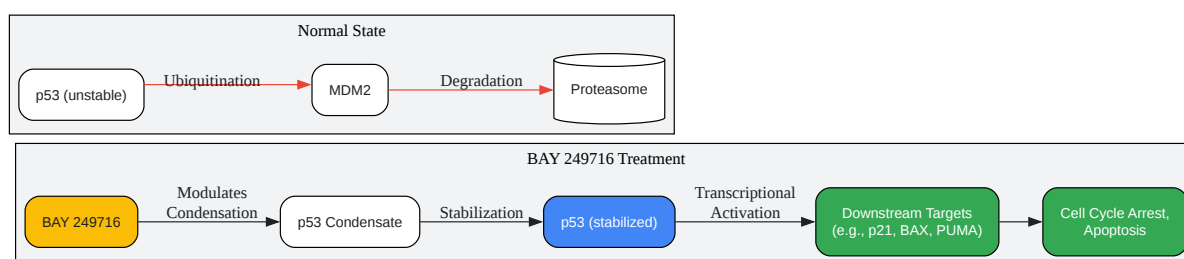 Normal State
p53 (unstable)
Ubiquitination
MDM2
Degradation
Proteasome
BAY 249716 Treatment
BAY 249716
Modulates
Condensation
p53 Condensate
Stabilization
p53 (stabilized)
Transcriptional
Activation
Downstream Targets
(e.g., p21, BAX, PUMA)
Cell Cycle Arrest,
Apoptosis